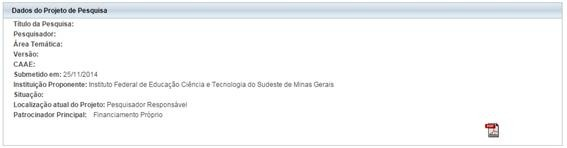 Dados do Projeto de Pesquisa
Título da Pesquisa:
Pesquisador:
Área Temática:
Versão:
CAAE:
Submetido em: 25/11/2014
Instituição Proponente: Instituto Federal de Educação Ciência e Tecnologia do Sudeste de Minas Gerais
Situação:
Localização atual do Projeto: Pesquisador Responsável
Patrocinador Principal: Financiamento Próprio